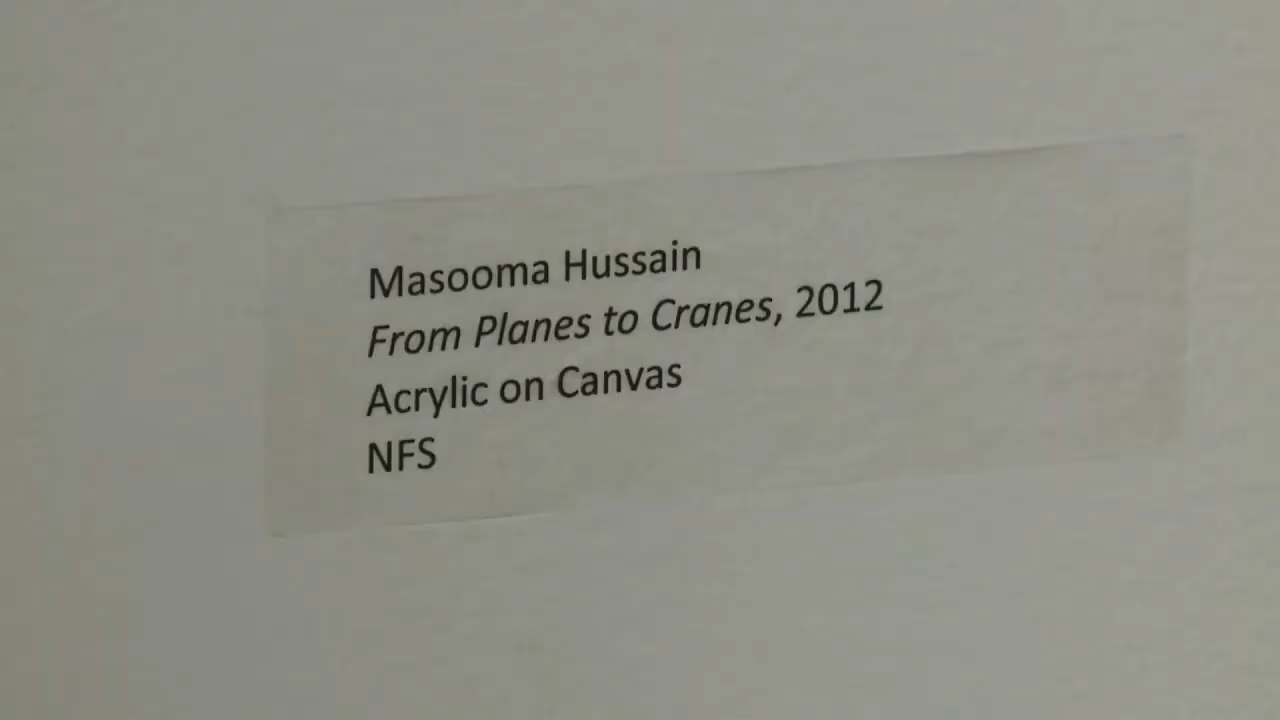 Masooma Hussain
From Planes to Cranes, 2012
Acrylic on Canvas
NFS